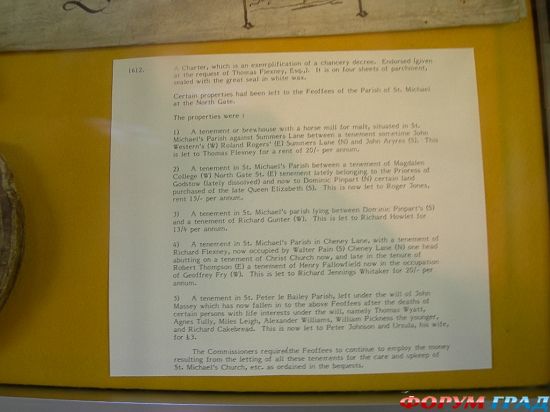 1612. A Charter, which is an exemplification of a chancery decree. Endorsed (given
at the request of Thomas Flexney, Esq.,). It is on four sheets of parchment,
sealed with the great seal in white wax.
Certain properties had been left to the Feoffees of the Parish of St. Michael
at the North Gate.
The properties were :
1) A tenement or brewhouse with a horse mill for malt, situated in St.
Michael's Parish against Summers Lane between a tenement sometime John
Western's (W) Roland Rogers' (E) Summers Lane (N) and John Aryres (S). This
is let to Thomas Flexney for a rent of 20/- per annum.
2) A tenement in St. Michael's Parish between a tenement of Magdalen
College (W) North Gate St. (E) tenement lately belonging to the Prioress of
Godstow (lately dissolved) and now to Dominic Pinpart (N) certain land
purchased of the late Queen Elizabeth (S). This is now let to Roger Jones,
rent 13/- per annum.
3) A tenement in St. Michael's parish lying between Dominic Pinpart's (S)
and a tenement of Richard Gunter (W). This is let to Richard Howlet for
13/4 per annum.
4) A tenement in St. Michael's Parish in Cheney Lane, with a tenement of
Richard Flexney, now occupied by Walter Pain (S) Cheney Lane (N) one head
abutting on a tenement of Christ Church now, and late in the tenure of
Robert Thompson (E) a tenement of Henry Fallowfield now in the occupation
of Geoffrey Fry (W). This is let to Richard Jennings Whitaker for 20/- per
annum.
5) A tenement in St. Peter le Bailey Parish, left under the will of John
Massey which has now fallen in to the above Feoffees after the deaths of
certain persons with life interests under the will, namely Thomas Wyatt,
Agnes Tully, Miles Leigh, Alexander Williams, William Pickness the younger,
and Richard Cakebread. This is now let to Peter Johnson and Ursula, his wife,
for £3.
The Commissioners required the Feoffees to continue to employ the money
resulting from the letting of all these tenements for the care and upkeep of
St. Michael's Church, etc. as ordained in the bequests.
ФОРУМ ГРАД
https://forum-grad.ru